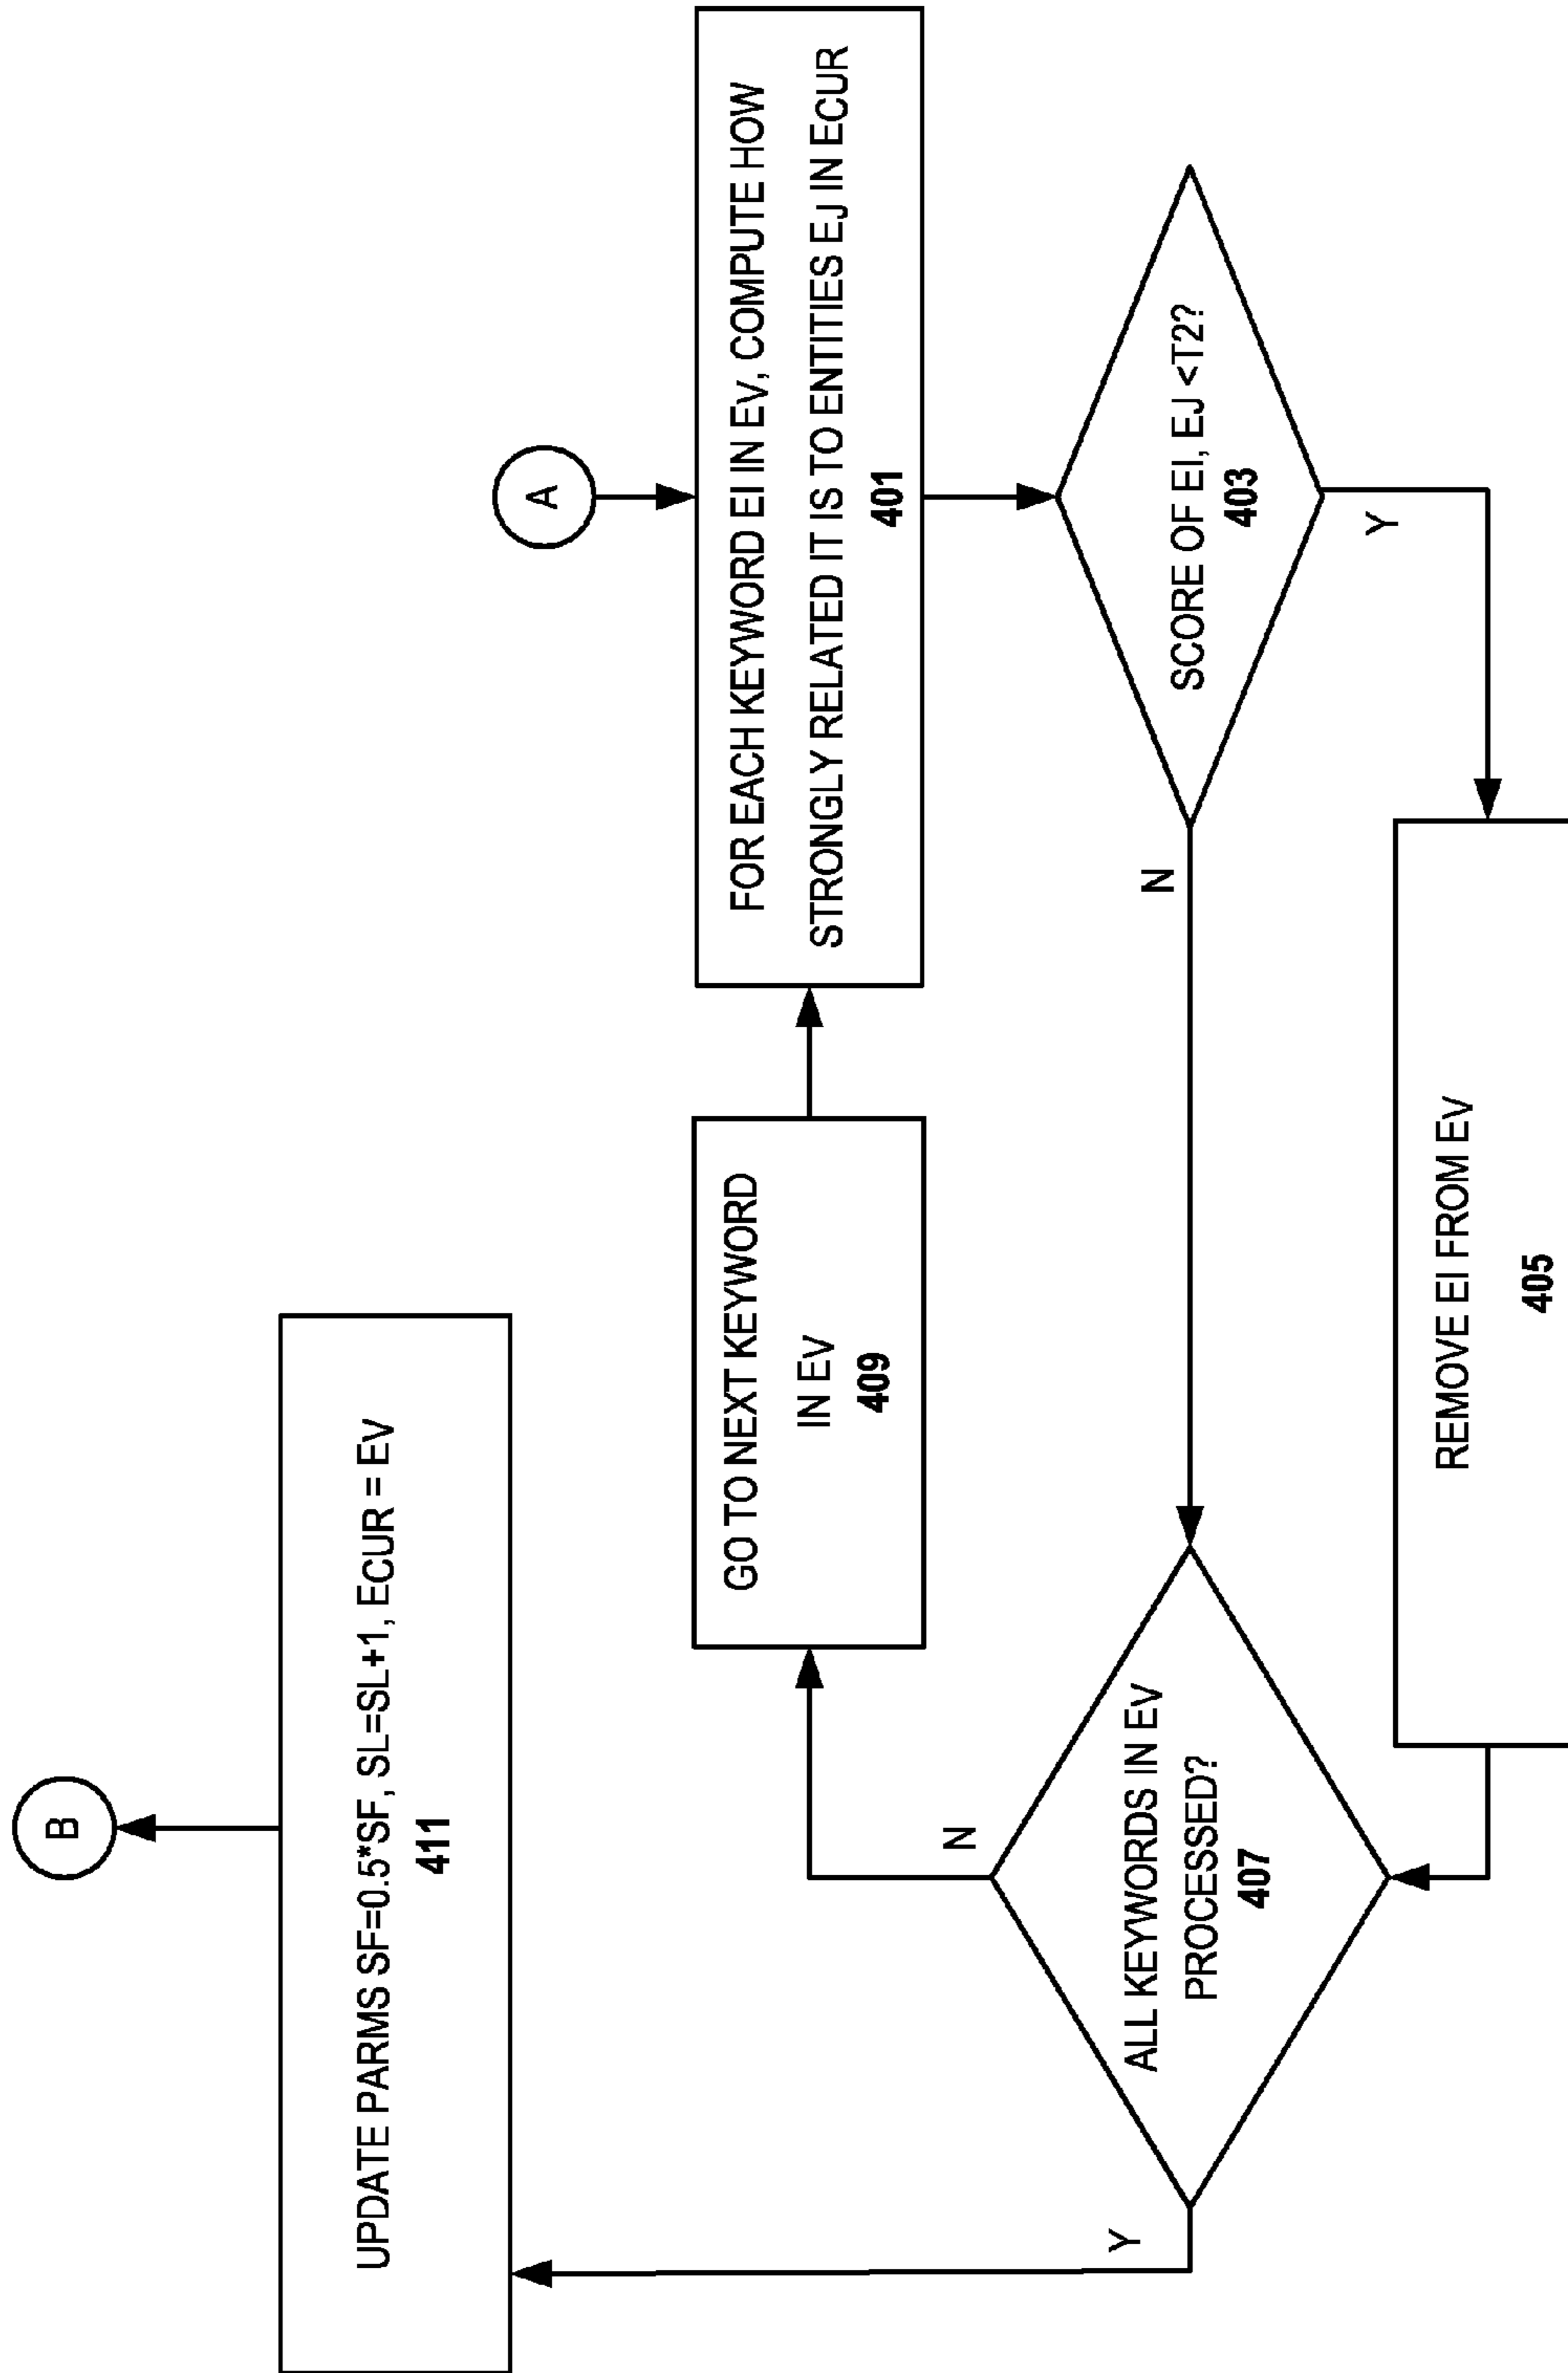 A
FOR EACH KEYWORD EI IN EV, COMPUTE HOW
STRONGLY RELATED IT IS TO ENTITIES EJ IN ECUR
401
SCORE OF EI, EJ <T2?
403
Y
N
REMOVE EI FROM EV
405
ALL KEYWORDS IN EV
PROCESSED?
407
N
Y
GO TO NEXT KEYWORD
IN EV
409
UPDATE PARMS SF=0.5*SF, SL=SL+1, ECUR = EV
411
B